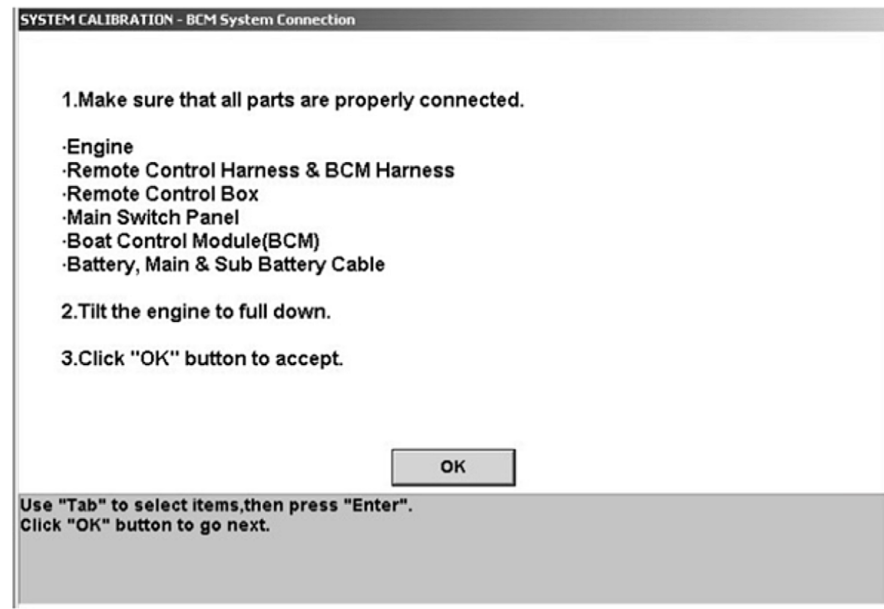 SYSTEM CALIBRATION - BCM System Connection
1.Make sure that all parts are properly connected.
·Engine
·Remote Control Harness & BCM Harness
·Remote Control Box
·Main Switch Panel
·Boat Control Module(BCM)
·Battery, Main & Sub Battery Cable
2.Tilt the engine to full down.
3.Click "OK" button to accept.
OK
Use "Tab" to select items,then press "Enter".
Click "OK" button to go next.